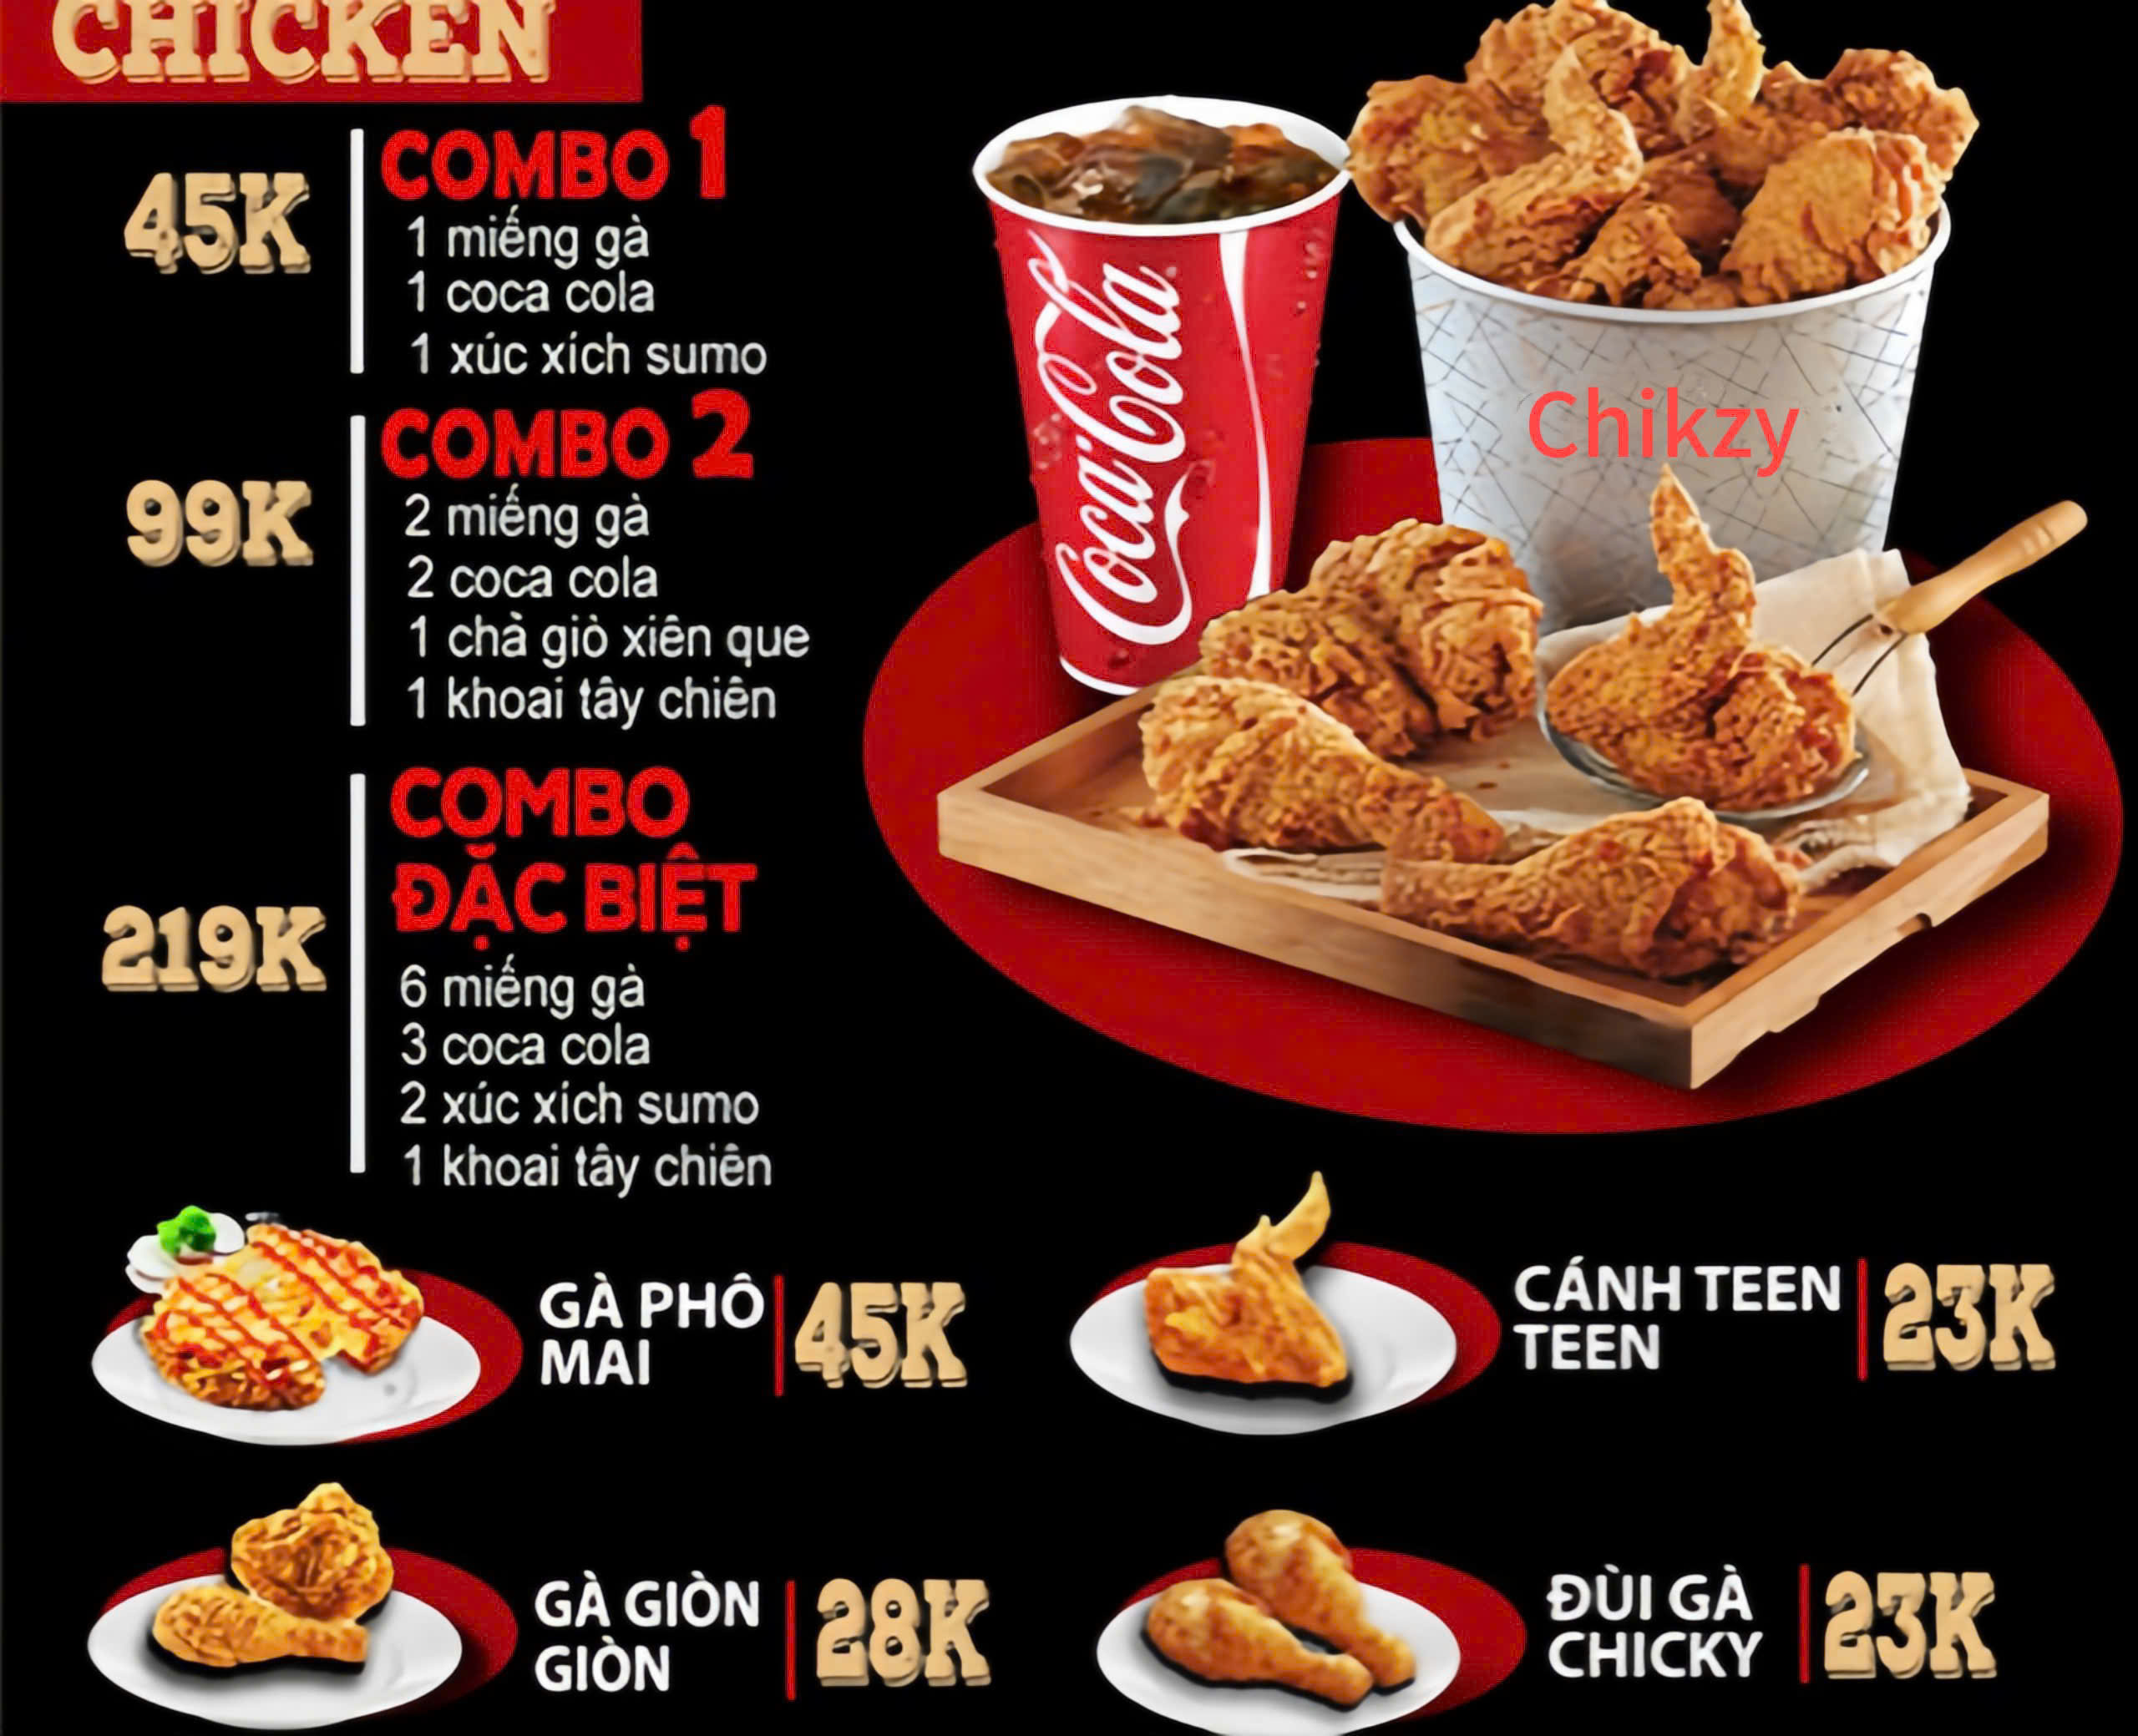 CHICKEN
45K
COMBO 1
1 miếng gà
1 coca cola
1 xúc xích sumo
99K
COMBO 2
2 miếng gà
2 coca cola
1 chả giò xiên que
1 khoai tây chiên
219K
COMBO
ĐẶC BIỆT
6 miếng gà
3 coca cola
2 xúc xích sumo
1 khoai tây chiên
Coca-Cola
Chikzy
GÀ PHÔ
MAI
45K
CÁNH TEEN
TEEN
23K
GÀ GIÒN
GIÒN
28K
ĐÙI GÀ
CHICKY
23K